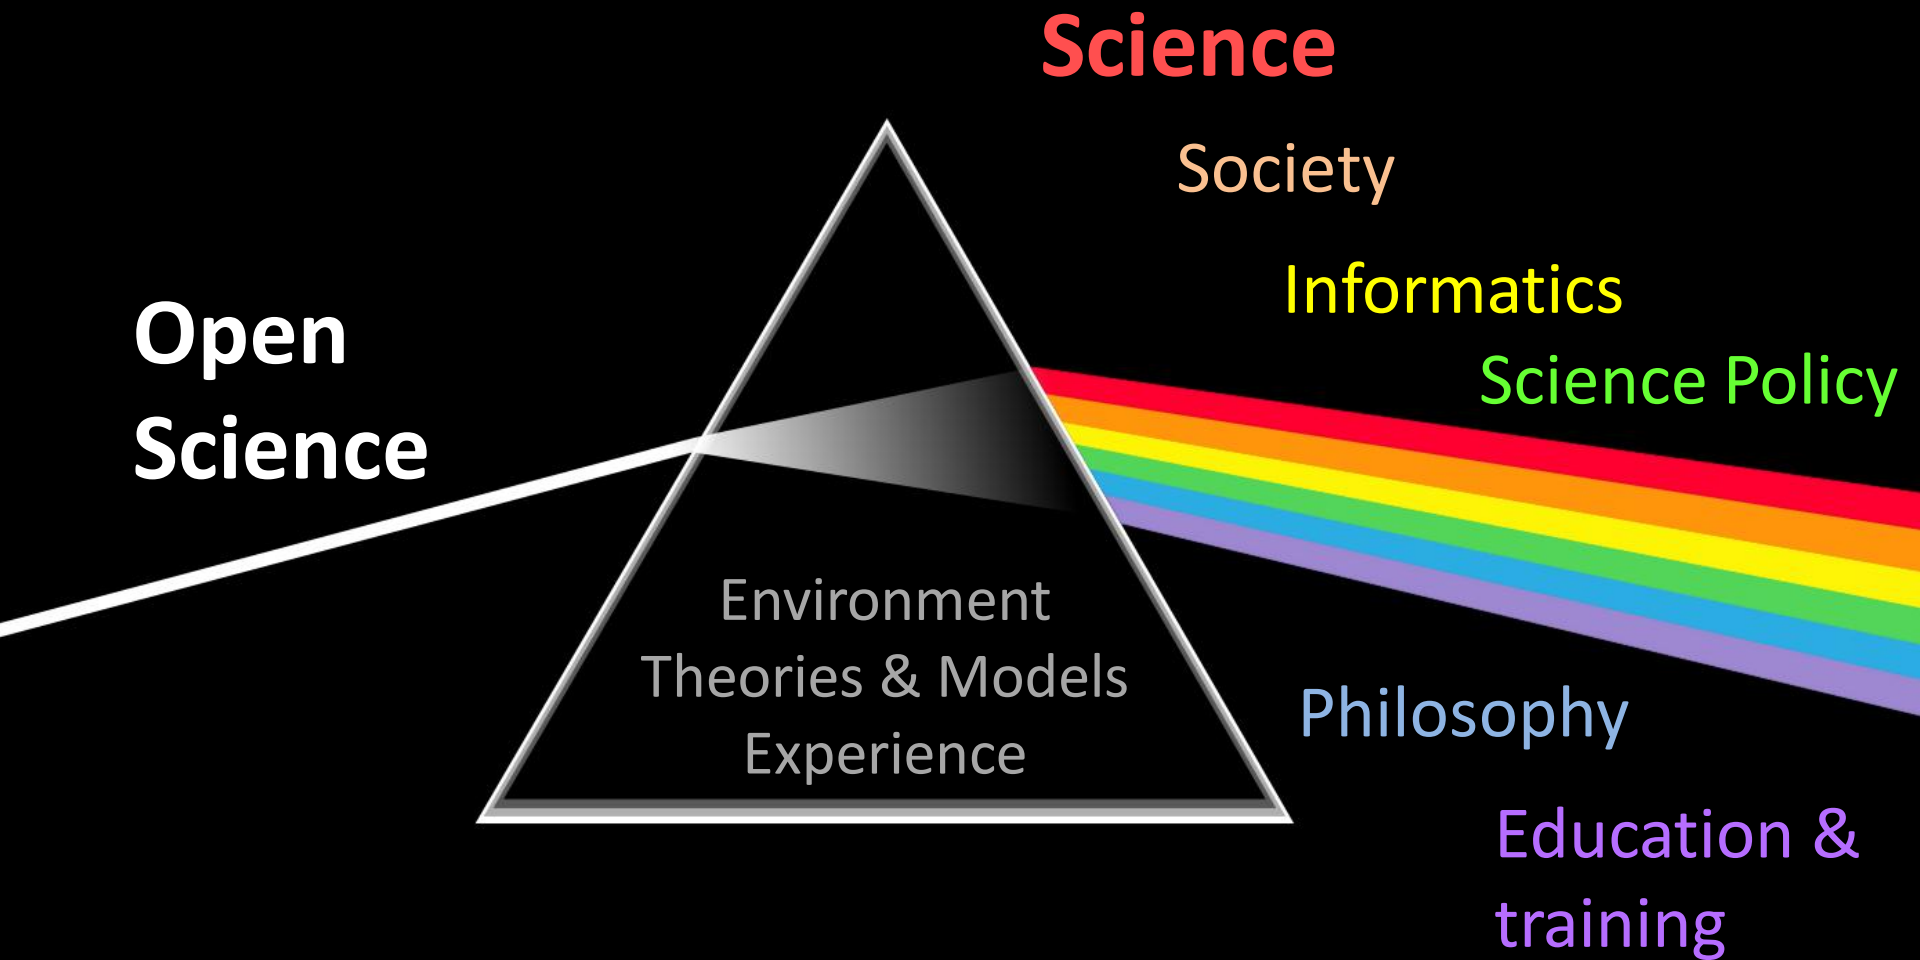 Science
Society
Informatics
Science Policy
Open
Science
Environment
Theories & Models
Experience
Philosophy
Education &
training